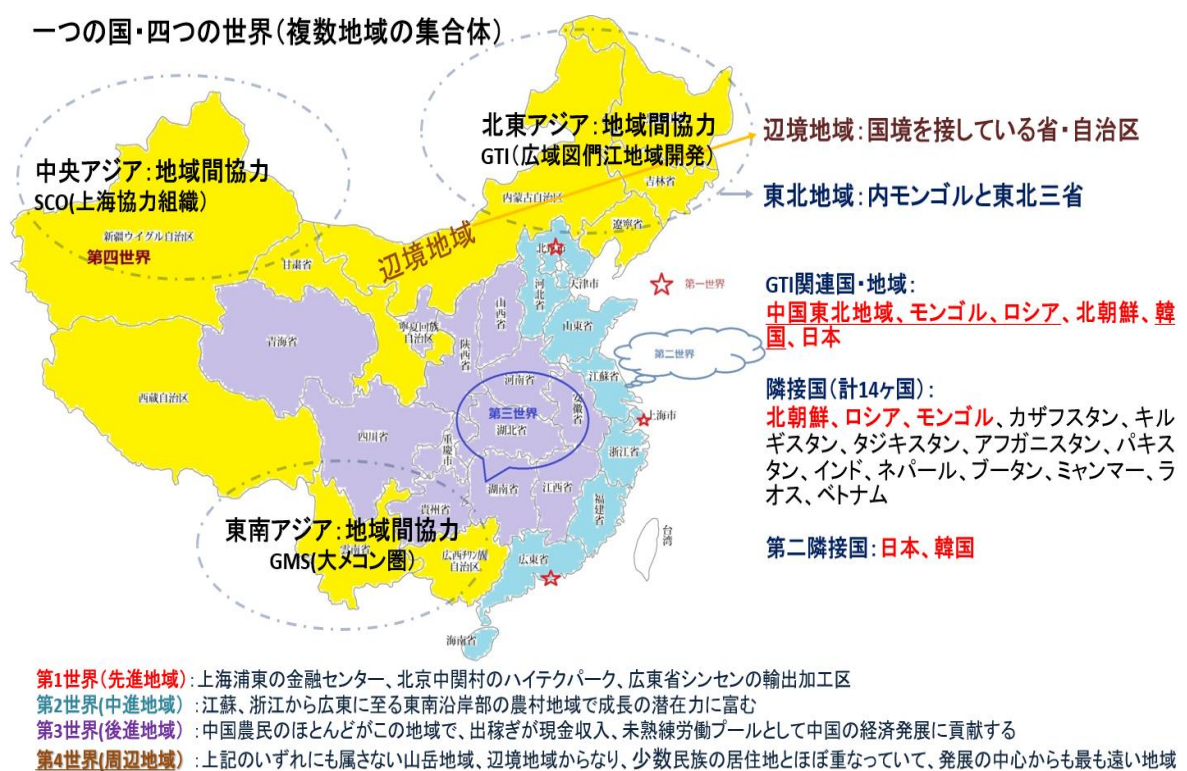 一つの国・四つの世界（複数地域の集合体）
北東アジア：地域間協力
GTI（広域図們江地域開発）
中央アジア：地域間協力
SCO(上海協力組織）
辺境地域：国境を接している省・自治区
東北地域：内モンゴルと東北三省
吉林省
内蒙古自治区
遼寧省
新疆ウイグル自治区
第四世界
甘粛省
辺境地域
北京市
天津市
河北省
第一世界
山西省
山東省
寧夏回族
自治区
陝西省
青海省
第二世界
江蘇省
河南省
安徽省
第三世界
湖北省
上海市
西蔵自治区
四川省
重慶市
浙江省
湖南省
江西省
貴州省
福建省
東南アジア：地域間協力
GMS(大メコン圏）
雲南省
広西チワン族
自治区
広東省
台湾
海南省
GTI関連国・地域：
中国東北地域、モンゴル、ロシア、北朝鮮、韓
国、日本
隣接国（計14ヶ国）：
北朝鮮、ロシア、モンゴル、カザフスタン、キル
ギスタン、タジキスタン、アフガニスタン、パキス
タン、インド、ネパール、ブータン、ミャンマー、ラ
オス、ベトナム
第二隣接国：日本、韓国
第1世界（先進地域）：上海浦東の金融センター、北京中関村のハイテクパーク、広東省シンセンの輸出加工区
第2世界（中進地域）：江蘇、浙江から広東に至る東南沿岸部の農村地域で成長の潜在力に富む
第3世界（後進地域）：中国農民のほとんどがこの地域で、出稼ぎが現金収入、未熟練労働プールとして中国の経済発展に貢献する
第4世界(周辺地域）：上記のいずれにも属さない山岳地域、辺境地域からなり、少数民族の居住地とほぼ重なっていて、発展の中心からも最も遠い地域